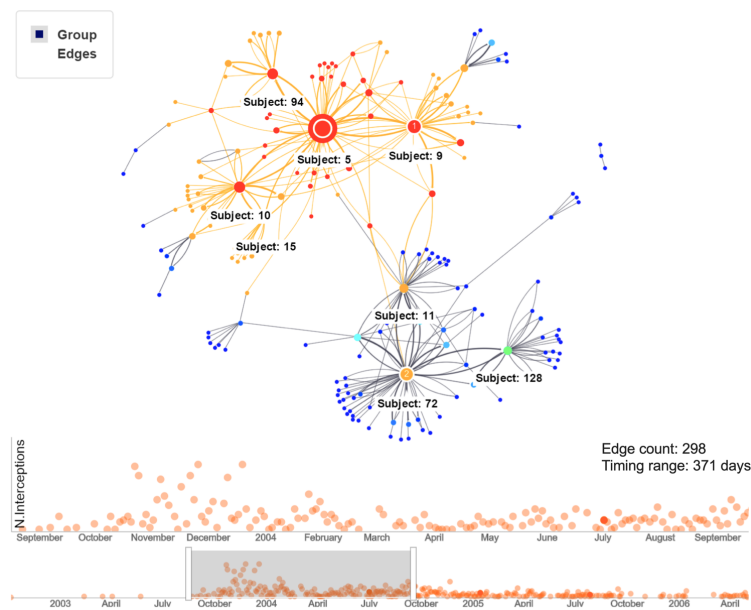 Group
Edges
Subject: 94
Subject: 5
Subject: 9
1
Subject: 10
Subject: 15
Subject: 11
2
Subject: 128
Subject: 72
Edge count: 298
Timing range: 371 days
N.Interceptions
September October November December 2004 February March April May June July August September
2003 April July October 2004 April July October 2005 April July October 2006 April